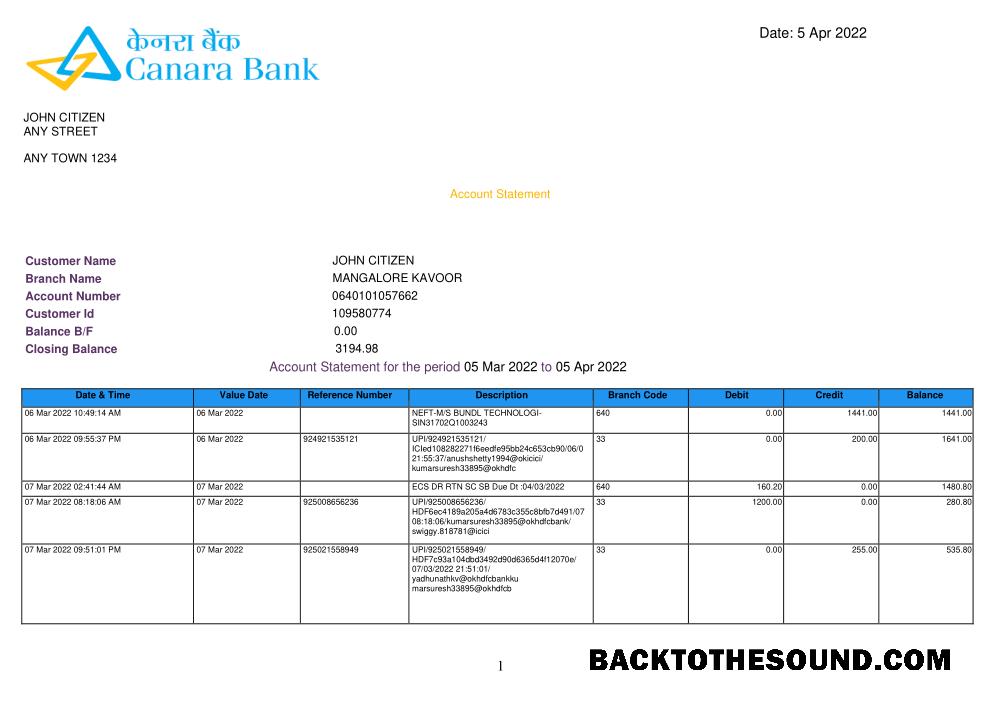 केनरा बैंक
Canara Bank
Date: 5 Apr 2022
JOHN CITIZEN
ANY STREET
ANY TOWN 1234
Account Statement
Customer Name JOHN CITIZEN
Branch Name MANGALORE KAVOOR
Account Number 0640101057662
Customer Id 109580774
Balance B/F 0.00
Closing Balance 3194.98
Account Statement for the period 05 Mar 2022 to 05 Apr 2022
Date & Time Value Date Reference Number Description Branch Code Debit Credit Balance
06 Mar 2022 10:49:14 AM 06 Mar 2022 NEFT-M/S BUNDL TECHNOLOGI- 640 0.00 1441.00 1441.00
SIN31702Q1003243
06 Mar 2022 09:55:37 PM 06 Mar 2022 924921535121 UPI/924921535121/ 33 0.00 200.00 1641.00
ICIed108282271f6eedfe95bb24c653cb90/06/0
21:55:37/anushshetty1994@okicici/
kumarsuresh33895@okhdfc
07 Mar 2022 02:41:44 AM 07 Mar 2022 ECS DR RTN SC SB Due Dt :04/03/2022 640 160.20 0.00 1480.80
07 Mar 2022 08:18:06 AM 07 Mar 2022 925008656236 UPI/925008656236/ 33 1200.00 0.00 280.80
HDF6ec4189a205a4d6783c355c8bfb7d491/07
08:18:06/kumarsuresh33895@okhdfcbank/
swiggy.818781@icici
07 Mar 2022 09:51:01 PM 07 Mar 2022 925021558949 UPI/925021558949/ 33 0.00 255.00 535.80
HDF7c93a104dbd3492d90d6365d4f12070e/
07/03/2022 21:51:01/
yadhunathkv@okhdfcbankku
marsuresh33895@okhdfcb
1
BACKTOTHESOUND.COM